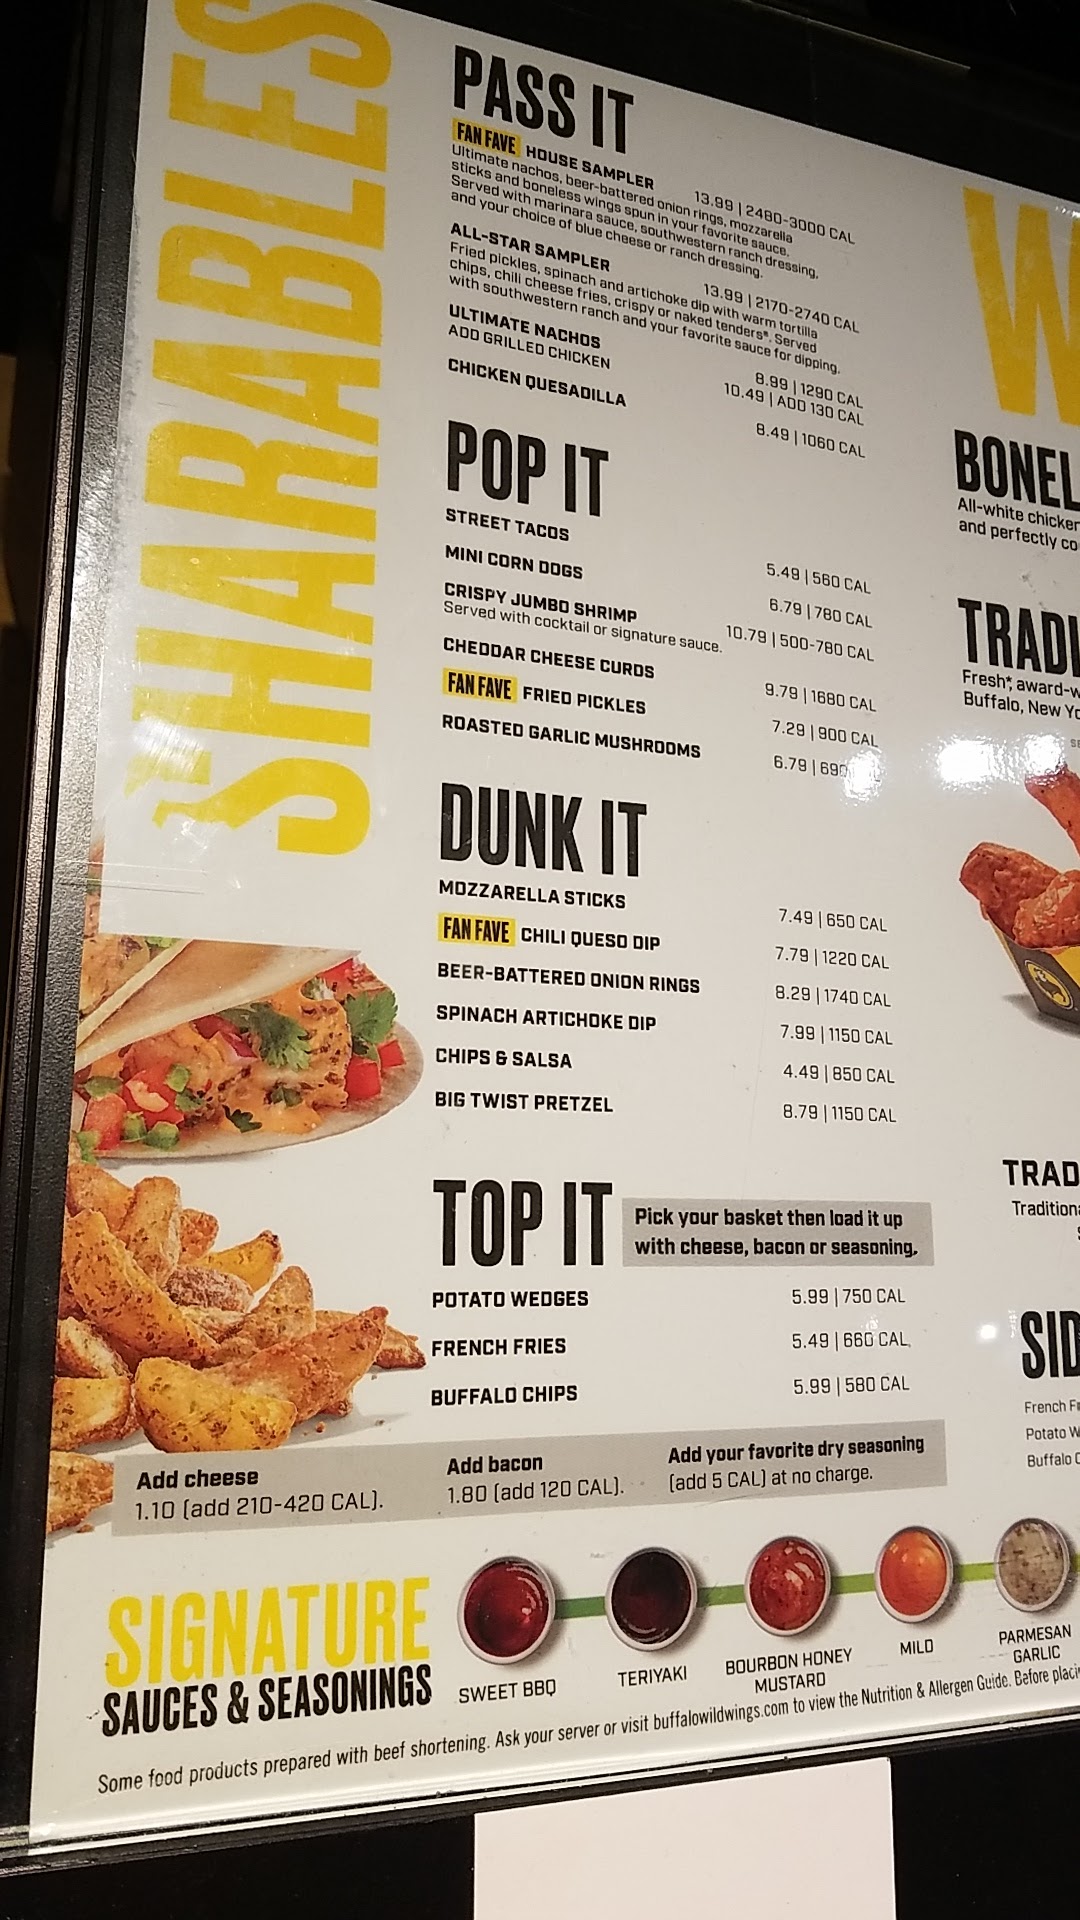 SHARABLES
PASS IT
FAN FAVE HOUSE SAMPLER 13.99 | 2480-3000 CAL
Ultimate nachos, beer-battered onion rings, mozzarella
sticks and boneless wings spun in your favorite sauce.
Served with marinara sauce, southwestern ranch dressing,
and your choice of blue cheese or ranch dressing.
ALL-STAR SAMPLER 13.99 | 2170-2740 CAL
Fried pickles, spinach and artichoke dip with warm tortilla
chips, chili cheese fries, crispy or naked tenders*. Served
with southwestern ranch and your favorite sauce for dipping.
ULTIMATE NACHOS 8.99 | 1290 CAL
ADD GRILLED CHICKEN 10.49 | ADD 130 CAL
CHICKEN QUESADILLA 8.49 | 1060 CAL
POP IT
STREET TACOS 5.49 | 560 CAL
MINI CORN DOGS 6.79 | 780 CAL
CRISPY JUMBO SHRIMP 10.79 | 500-780 CAL
Served with cocktail or signature sauce.
CHEDDAR CHEESE CURDS 9.79 | 1680 CAL
FAN FAVE FRIED PICKLES 7.29 | 900 CAL
ROASTED GARLIC MUSHROOMS 6.79 | 690
DUNK IT
MOZZARELLA STICKS 7.49 | 650 CAL
FAN FAVE CHILI QUESO DIP 7.79 | 1220 CAL
BEER-BATTERED ONION RINGS 8.29 | 1740 CAL
SPINACH ARTICHOKE DIP 7.99 | 1150 CAL
CHIPS & SALSA 4.49 | 850 CAL
BIG TWIST PRETZEL 8.79 | 1150 CAL
TOP IT
Pick your basket then load it up
with cheese, bacon or seasoning.
POTATO WEDGES 5.99 | 750 CAL
FRENCH FRIES 5.49 | 660 CAL
BUFFALO CHIPS 5.99 | 580 CAL
Add cheese
1.10 (add 210-420 CAL).
Add bacon
1.80 (add 120 CAL).
Add your favorite dry seasoning
(add 5 CAL) at no charge.
SIGNATURE
SAUCES & SEASONINGS
SWEET BBQ
TERIYAKI
BOURBON HONEY
MUSTARD
MILD
PARMESAN
GARLIC
Some food products prepared with beef shortening. Ask your server or visit buffalowildwings.com to view the Nutrition & Allergen Guide. Before
W
BONEL
All-white chicken
and perfectly co
TRADI
Fresh*, award-w
Buffalo, New Yo
TRAD
Tradition
SID
French F
Potato W
Buffalo C